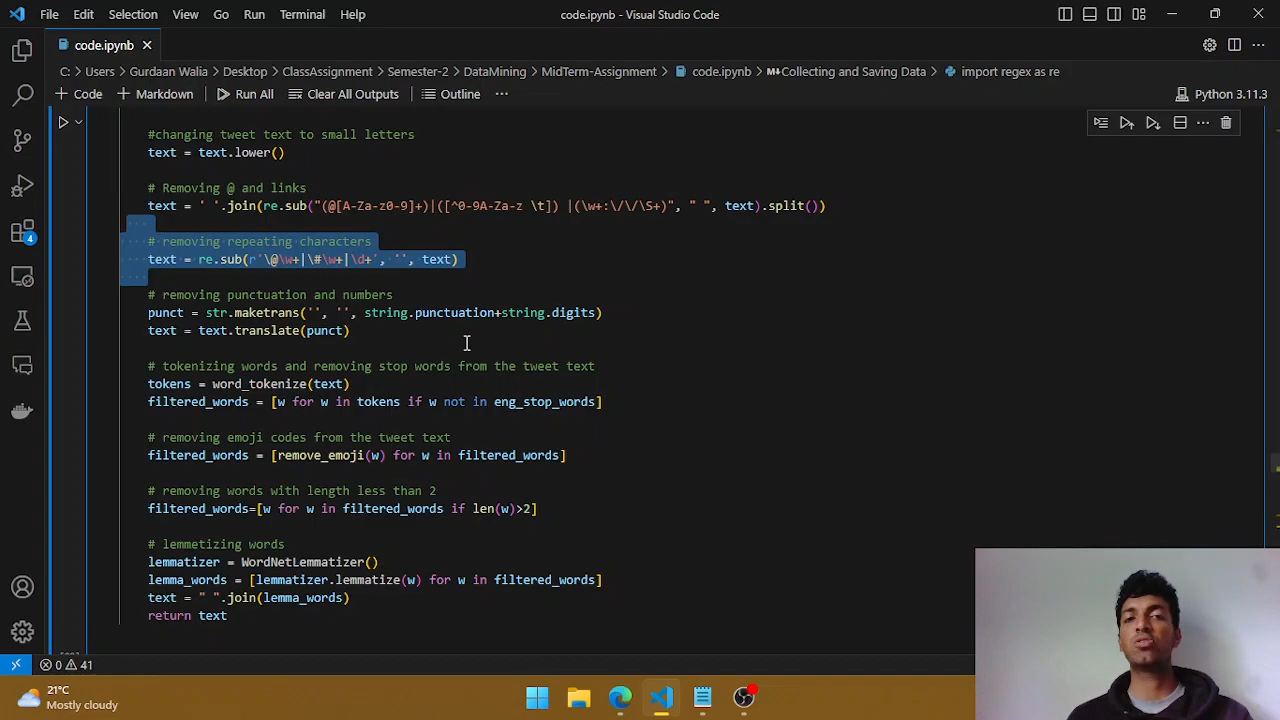 File Edit Selection View Go Run Terminal Help
code.ipynb - Visual Studio Code
code.ipynb
C: > Users > Gurdaan Walia > Desktop > ClassAssignment > Semester-2 > DataMining > MidTerm-Assignment > code.ipynb > M↓Collecting and Saving Data > import regex as re
+ Code + Markdown Run All Clear All Outputs Outline ...
Python 3.11.3
#changing tweet text to small letters
text = text.lower()
# Removing @ and links
text = ' '.join(re.sub("(@[A-Za-z0-9]+)|([^0-9A-Za-z \t]) |(\w+:\/\/\S+)", " ", text).split())
# removing repeating characters
text = re.sub(r'\@\w+|\#\w+|\d+', '', text)
# removing punctuation and numbers
punct = str.maketrans('', '', string.punctuation+string.digits)
text = text.translate(punct)
# tokenizing words and removing stop words from the tweet text
tokens = word_tokenize(text)
filtered_words = [w for w in tokens if w not in eng_stop_words]
# removing emoji codes from the tweet text
filtered_words = [remove_emoji(w) for w in filtered_words]
# removing words with length less than 2
filtered_words=[w for w in filtered_words if len(w)>2]
# lemmetizing words
lemmatizer = WordNetLemmatizer()
lemma_words = [lemmatizer.lemmatize(w) for w in filtered_words]
text = " ".join(lemma_words)
return text
4
0 41
21°C
Mostly cloudy